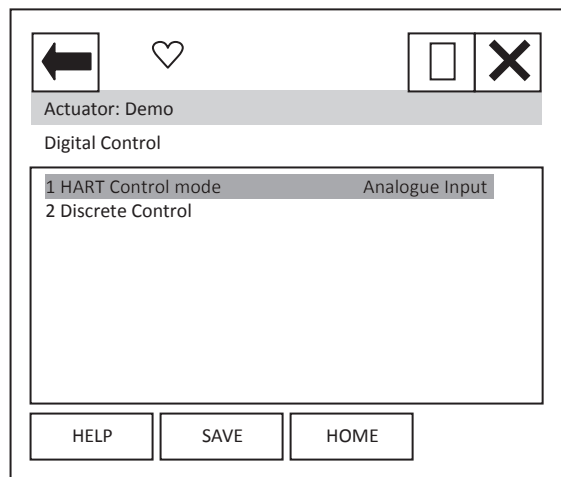 Actuator: Demo
Digital Control
1 HART Control mode Analogue Input
2 Discrete Control
HELP SAVE HOME